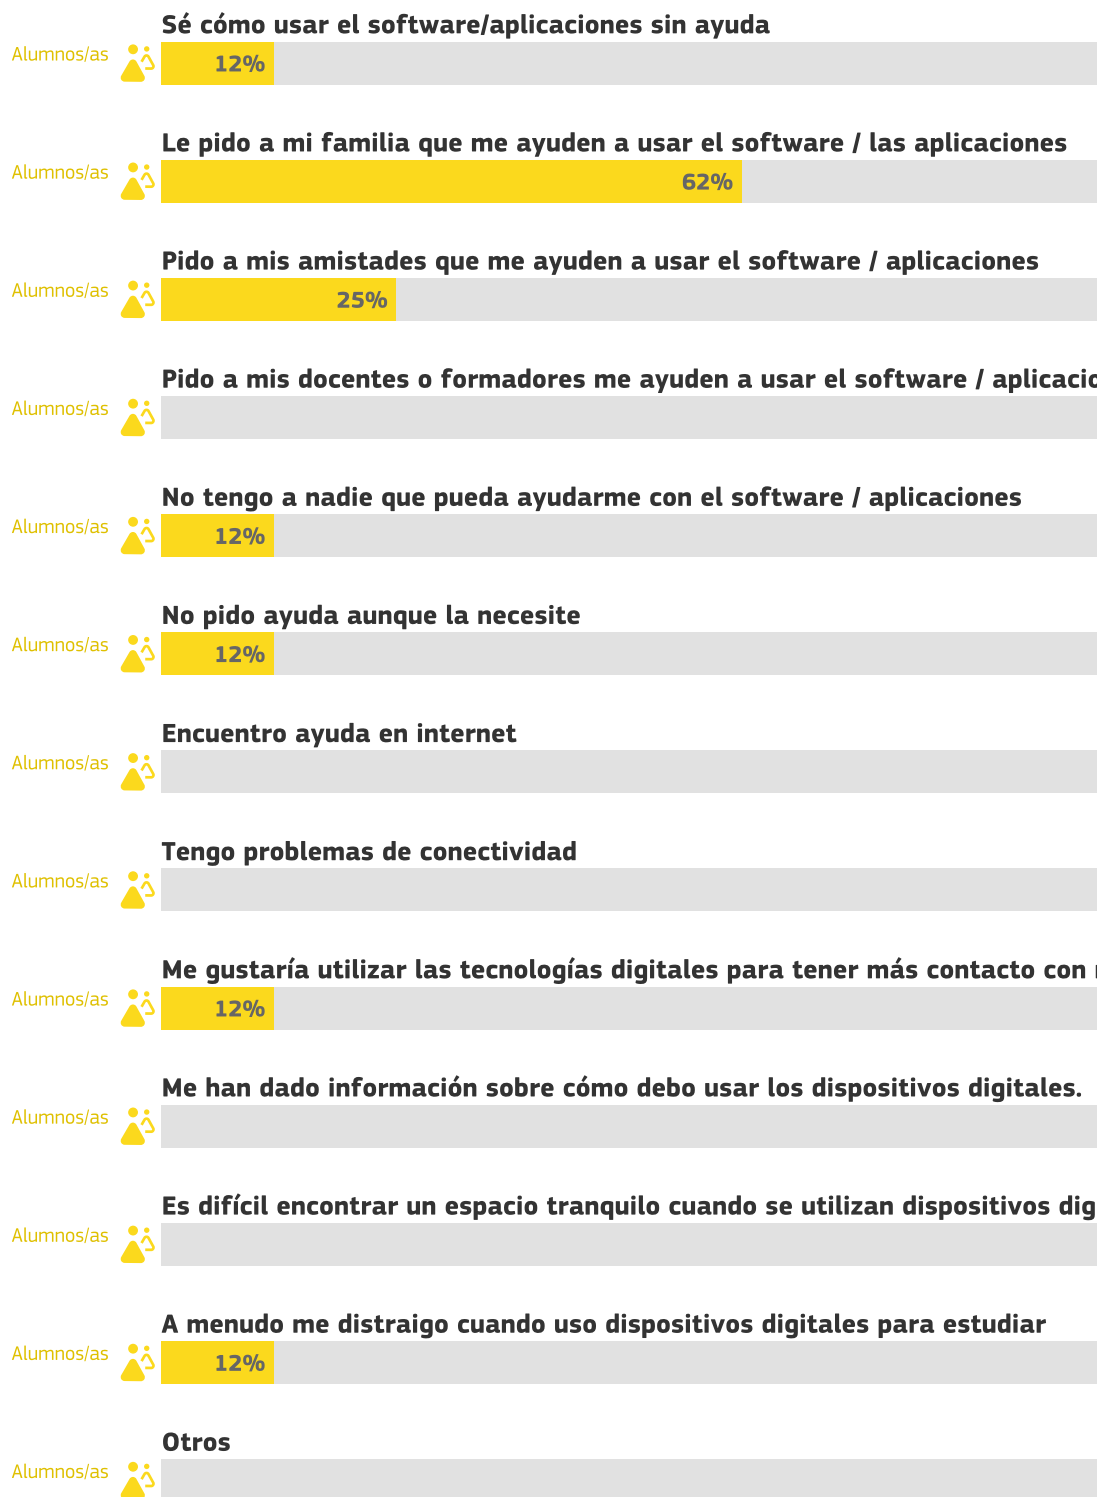 Sé cómo usar el software/aplicaciones sin ayuda
Alumnos/as
12%
Le pido a mi familia que me ayuden a usar el software / las aplicaciones
Alumnos/as
62%
Pido a mis amistades que me ayuden a usar el software / aplicaciones
Alumnos/as
25%
Pido a mis docentes o formadores me ayuden a usar el software / aplicacio
Alumnos/as
No tengo a nadie que pueda ayudarme con el software / aplicaciones
Alumnos/as
12%
No pido ayuda aunque la necesite
Alumnos/as
12%
Encuentro ayuda en internet
Alumnos/as
Tengo problemas de conectividad
Alumnos/as
Me gustaría utilizar las tecnologías digitales para tener más contacto con
Alumnos/as
12%
Me han dado información sobre cómo debo usar los dispositivos digitales.
Alumnos/as
Es difícil encontrar un espacio tranquilo cuando se utilizan dispositivos dig
Alumnos/as
A menudo me distraigo cuando uso dispositivos digitales para estudiar
Alumnos/as
12%
Otros
Alumnos/as